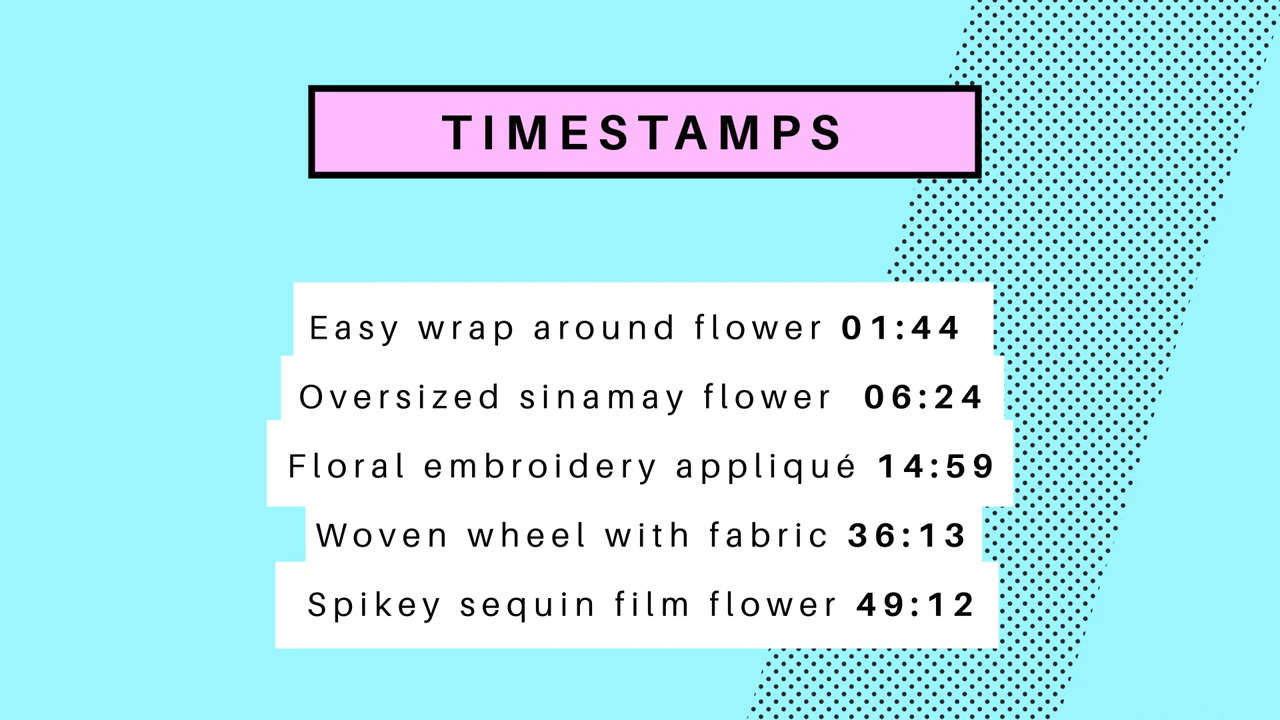 TIMESTAMPS
Easy wrap around flower 01:44
Oversized sinamay flower 06:24
Floral embroidery appliqué 14:59
Woven wheel with fabric 36:13
Spikey sequin film flower 49:12